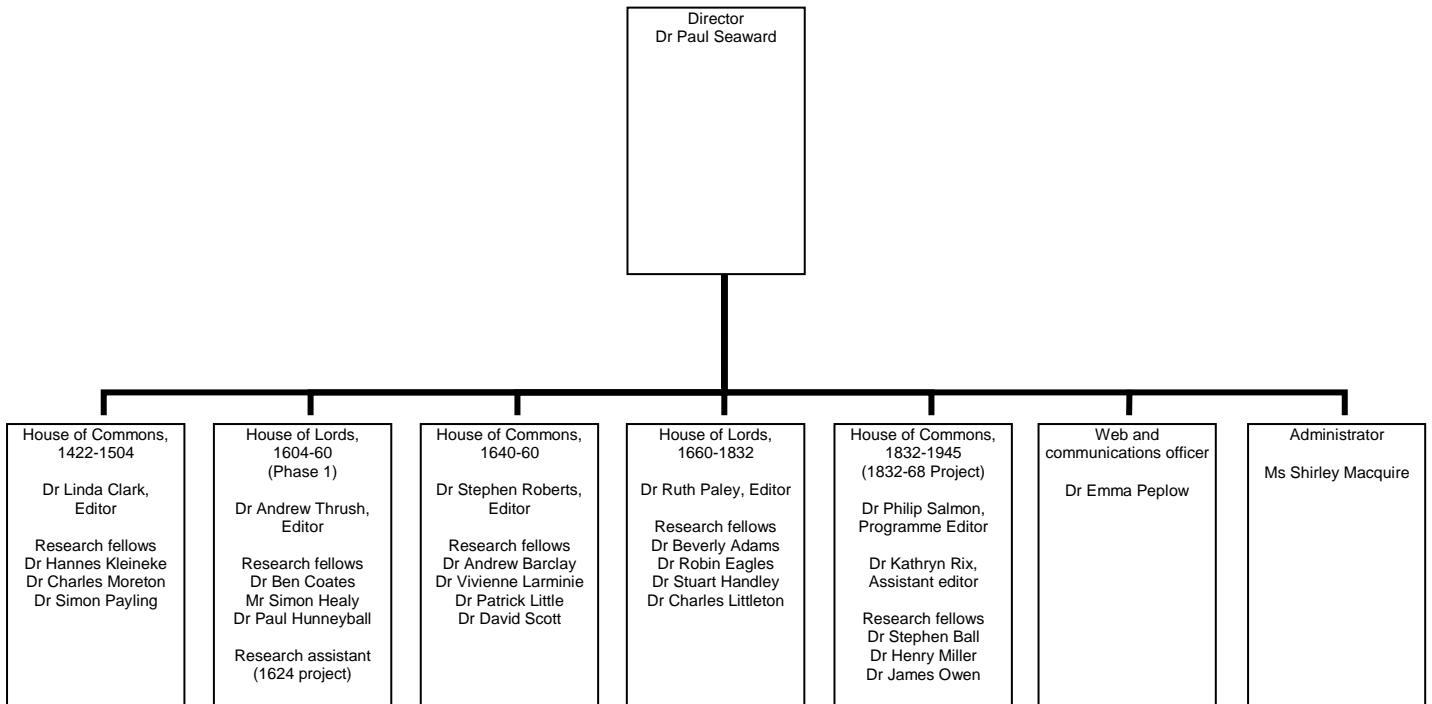 Director
Dr Paul Seaward
House of Commons,
1422-1504
Dr Linda Clark,
Editor
Research fellows
Dr Hannes Kleineke
Dr Charles Moreton
Dr Simon Payling
House of Lords,
1604-60
(Phase 1)
Dr Andrew Thrush,
Editor
Research fellows
Dr Ben Coates
Mr Simon Healy
Dr Paul Hunneyball
Research assistant
(1624 project)
House of Commons,
1640-60
Dr Stephen Roberts,
Editor
Research fellows
Dr Andrew Barclay
Dr Vivienne Larminie
Dr Patrick Little
Dr David Scott
House of Lords,
1660-1832
Dr Ruth Paley, Editor
Research fellows
Dr Beverly Adams
Dr Robin Eagles
Dr Stuart Handley
Dr Charles Littleton
House of Commons,
1832-1945
(1832-68 Project)
Dr Philip Salmon,
Programme Editor
Dr Kathryn Rix,
Assistant editor
Research fellows
Dr Stephen Ball
Dr Henry Miller
Dr James Owen
Web and
communications officer
Dr Emma Peplow
Administrator
Ms Shirley Macquire